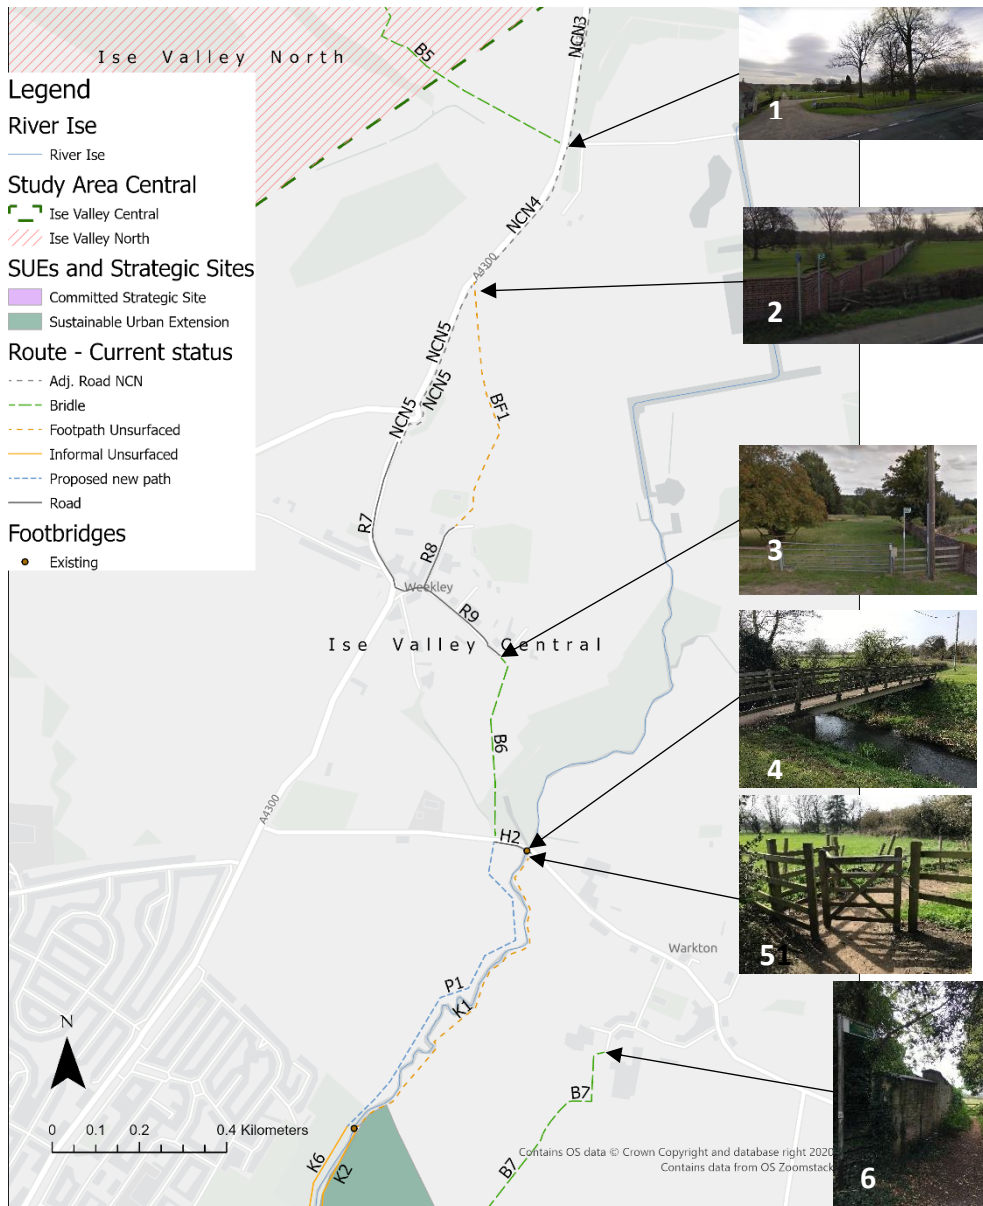 Ise Valley North
Legend
River Ise
River Ise
Study Area Central
Ise Valley Central
Ise Valley North
SUEs and Strategic Sites
Committed Strategic Site
Sustainable Urban Extension
Route - Current status
Adj. Road NCN
Bridle
Footpath Unsurfaced
Informal Unsurfaced
Proposed new path
Road
Footbridges
Existing
B5
NCN3
NCN4
A4300
NCN5
NCN5
NCN5
BF1
R7
R8
Weekley
R9
Ise Valley Central
B6
A4300
H2
Warkton
P1
K1
B7
B7
K6
K2
N
0 0.1 0.2 0.4 Kilometers
Contains OS data © Crown Copyright and database right 2020
Contains data from OS Zoomstack
1
2
3
4
51
6